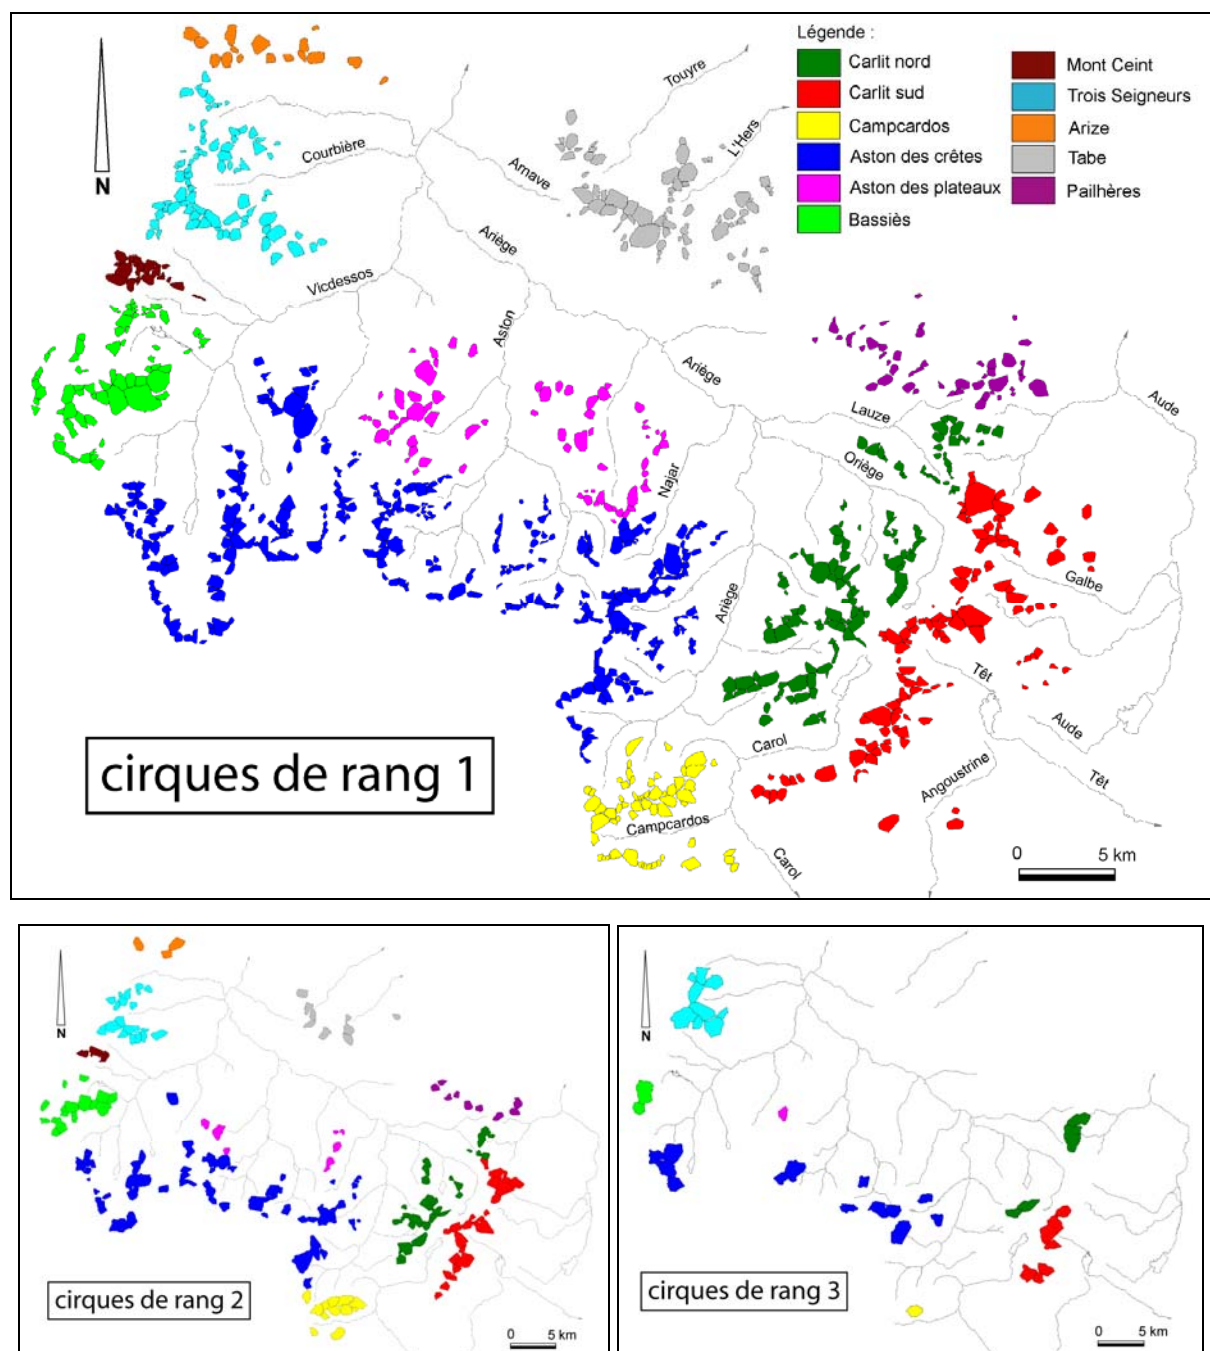 Légende :
Carlit nord
Carlit sud
Campcardos
Aston des crêtes
Aston des plateaux
Bassiès
Mont Ceint
Trois Seigneurs
Arize
Tabe
Pailhères
N
Touyre
L'Hers
Courbière
Arnave
Ariège
Vicdessos
Aston
Ariège
Lauze
Aude
Oriège
Najar
Galbe
Ariège
Têt
Aude
Carol
Angoustrine
Têt
Campcardos
Carol
cirques de rang 1
0 5 km
N
cirques de rang 2
0 5 km
N
cirques de rang 3
0 5 km